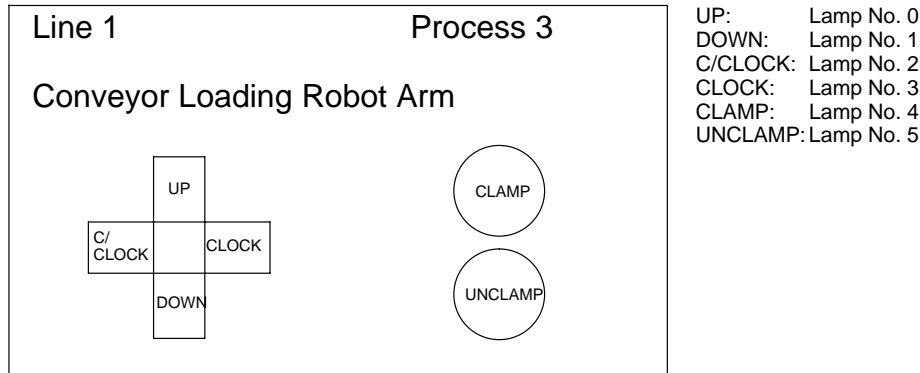 Line 1 Process 3
Conveyor Loading Robot Arm
UP
C/
CLOCK
CLOCK
DOWN
CLAMP
UNCLAMP
UP: Lamp No. 0
DOWN: Lamp No. 1
C/CLOCK: Lamp No. 2
CLOCK: Lamp No. 3
CLAMP: Lamp No. 4
UNCLAMP: Lamp No. 5